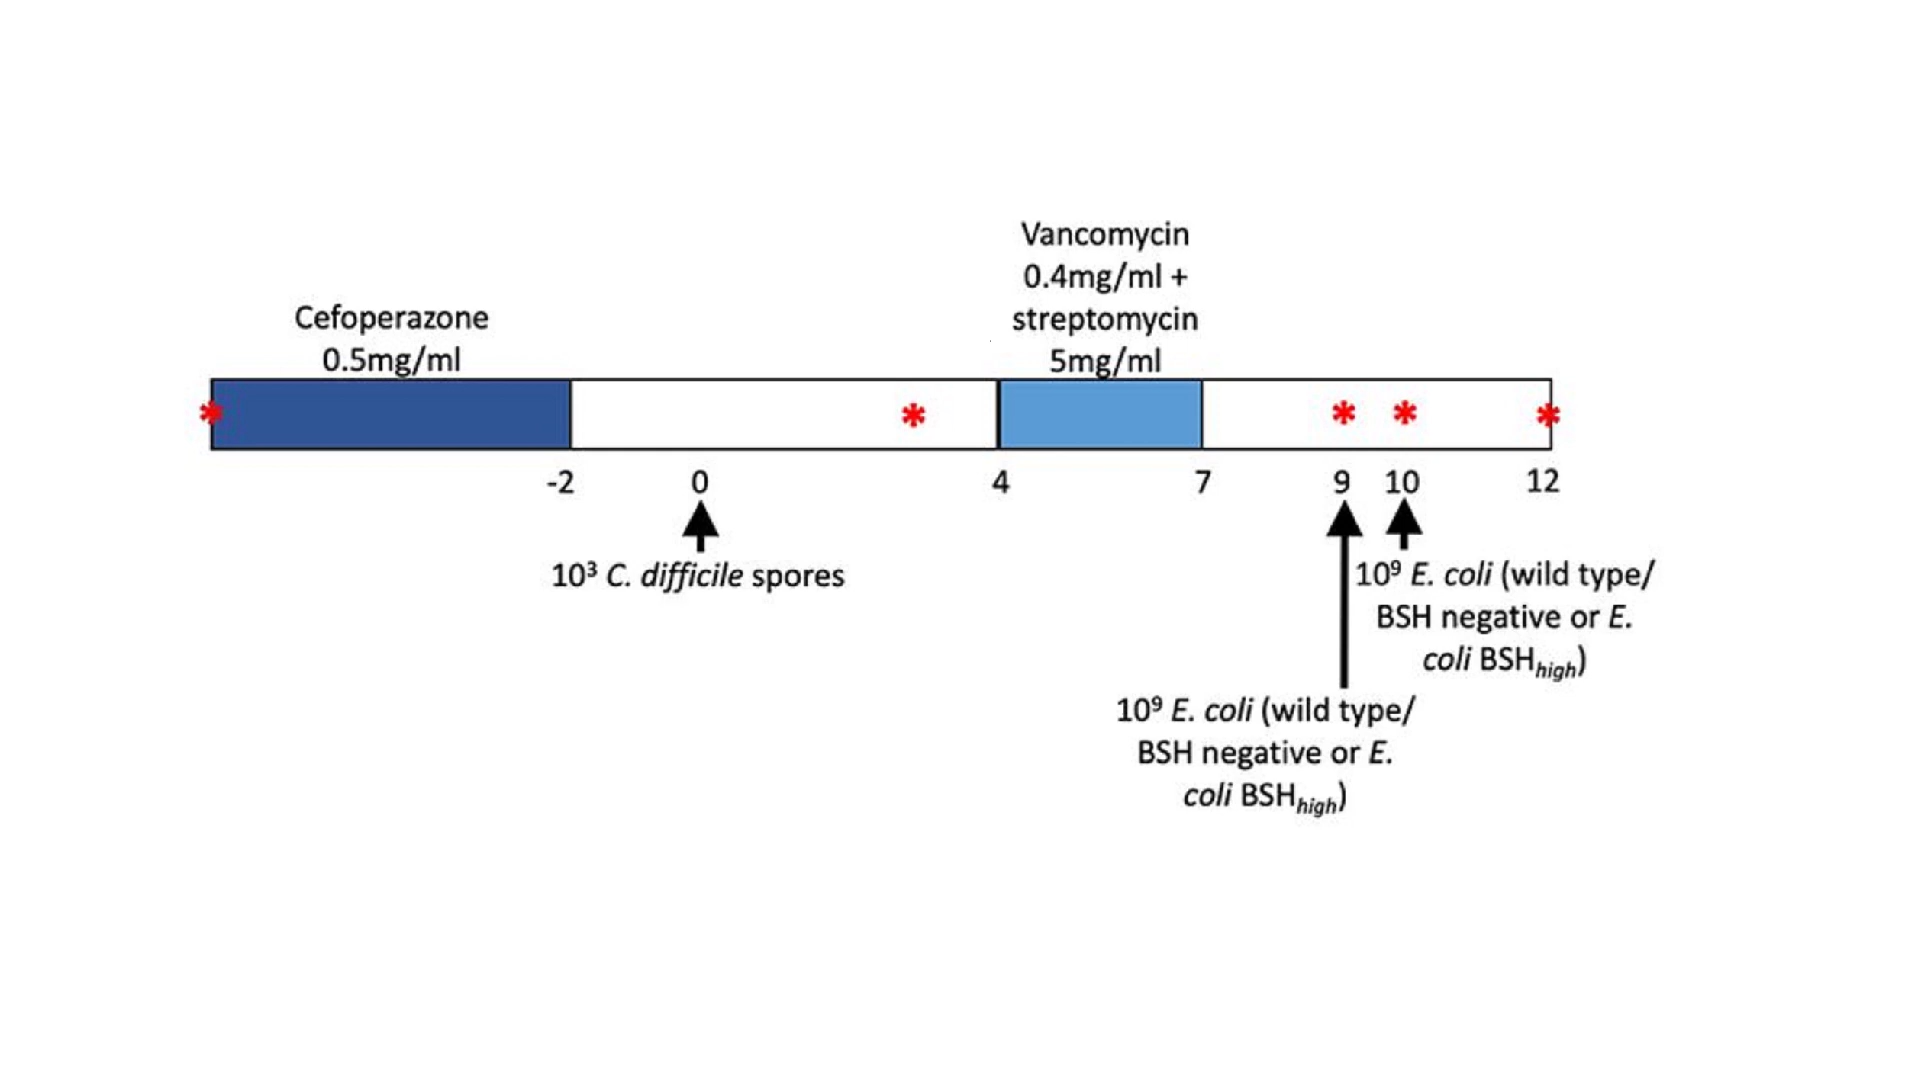 Vancomycin
0.4mg/ml +
streptomycin
5mg/ml
Cefoperazone
0.5mg/ml
* * * * *
-2 0 4 7 9 10 12
10³ C. difficile spores
10⁹ E. coli (wild type/
BSH negative or E.
coli BSHhigh)
10⁹ E. coli (wild type/
BSH negative or E.
coli BSHhigh)